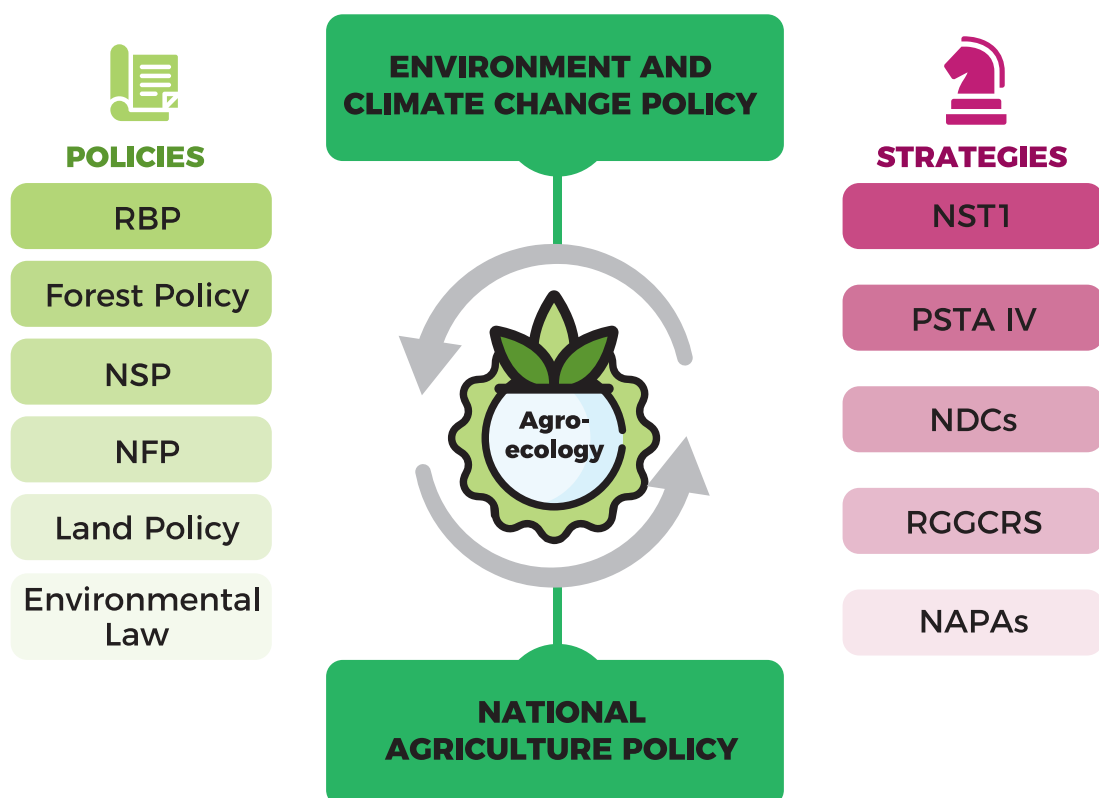 POLICIES
RBP
Forest Policy
NSP
NFP
Land Policy
Environmental
Law
ENVIRONMENT AND
CLIMATE CHANGE POLICY
Agro-
ecology
NATIONAL
AGRICULTURE POLICY
STRATEGIES
NST1
PSTA IV
NDCs
RGGCRS
NAPAs